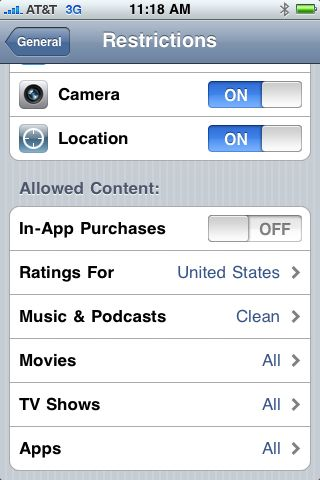 AT&T 3G 11:18 AM
General Restrictions
Camera ON
Location ON
Allowed Content:
In-App Purchases OFF
Ratings For United States
Music & Podcasts Clean
Movies All
TV Shows All
Apps All